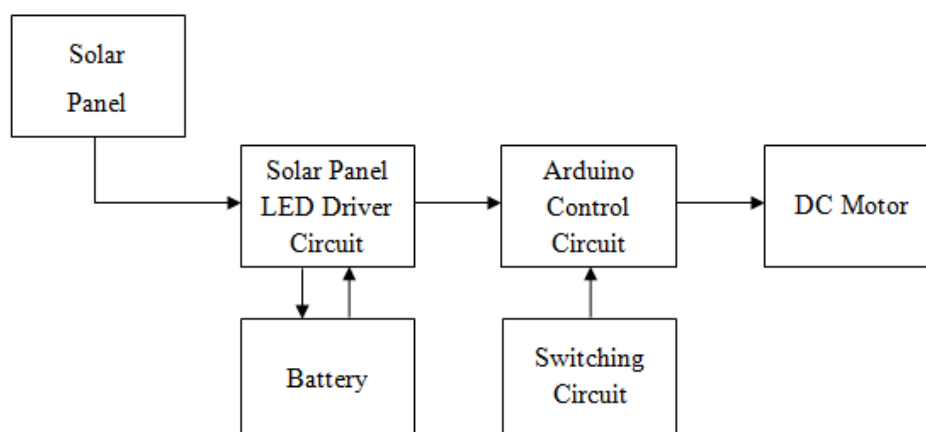 Solar
Panel
Solar Panel
LED Driver
Circuit
Arduino
Control
Circuit
DC Motor
Battery
Switching
Circuit